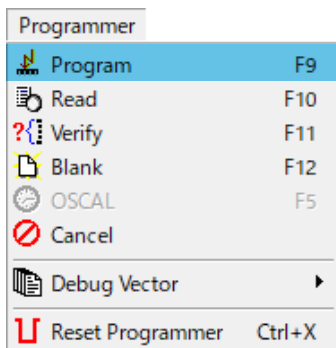 Programmer
Program F9
Read F10
Verify F11
Blank F12
OSCAL F5
Cancel
Debug Vector
Reset Programmer Ctrl+X